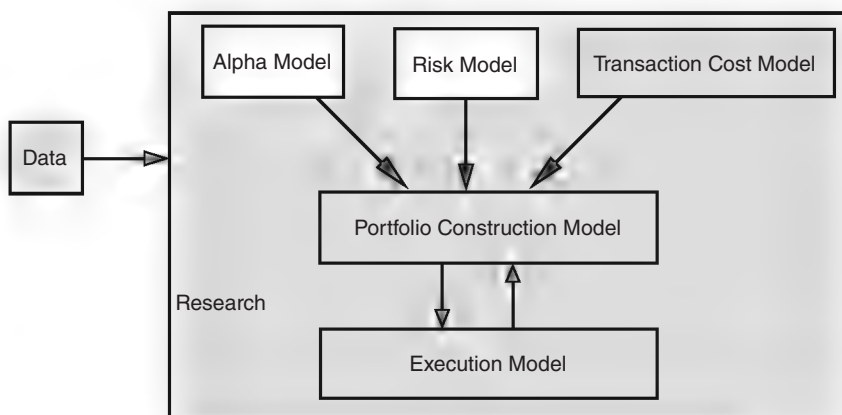 Alpha Model
Risk Model
Transaction Cost Model
Data
Portfolio Construction Model
Research
Execution Model